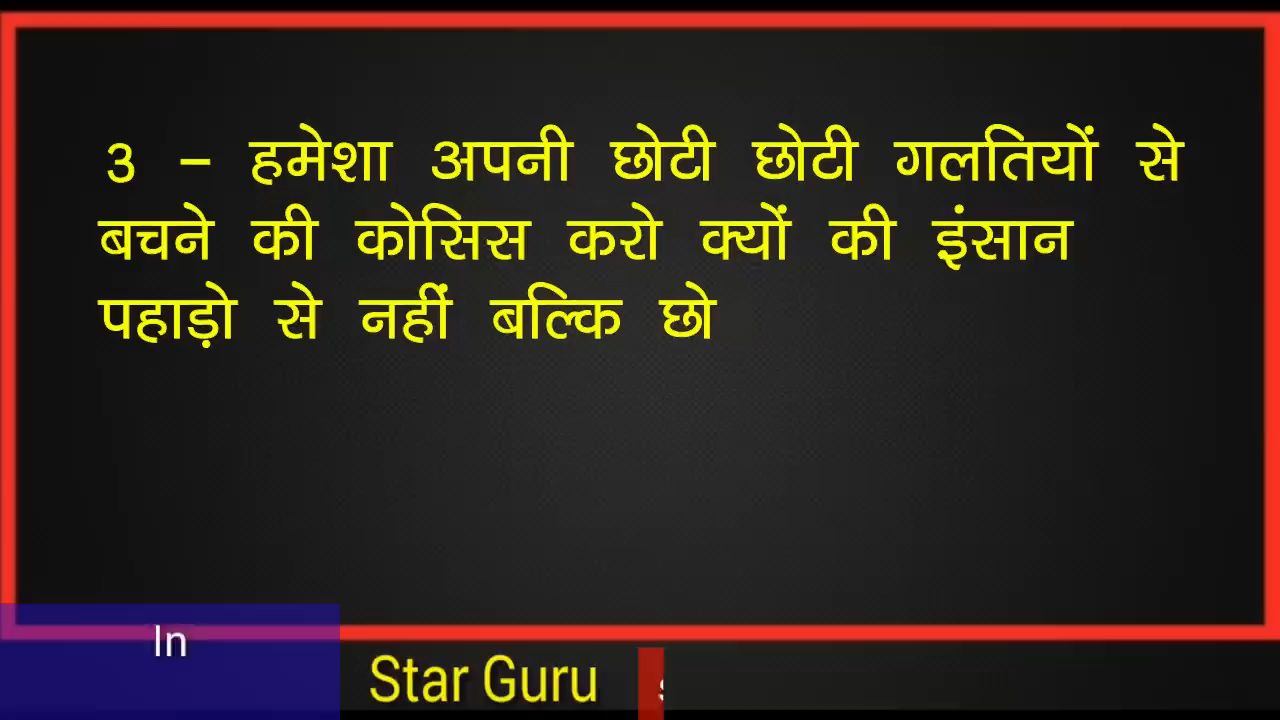 3 – हमेशा अपनी छोटी छोटी गलतियों से
बचने की कोसिस करो क्यों की इंसान
पहाड़ो से नहीं बल्कि छो
In
Star Guru